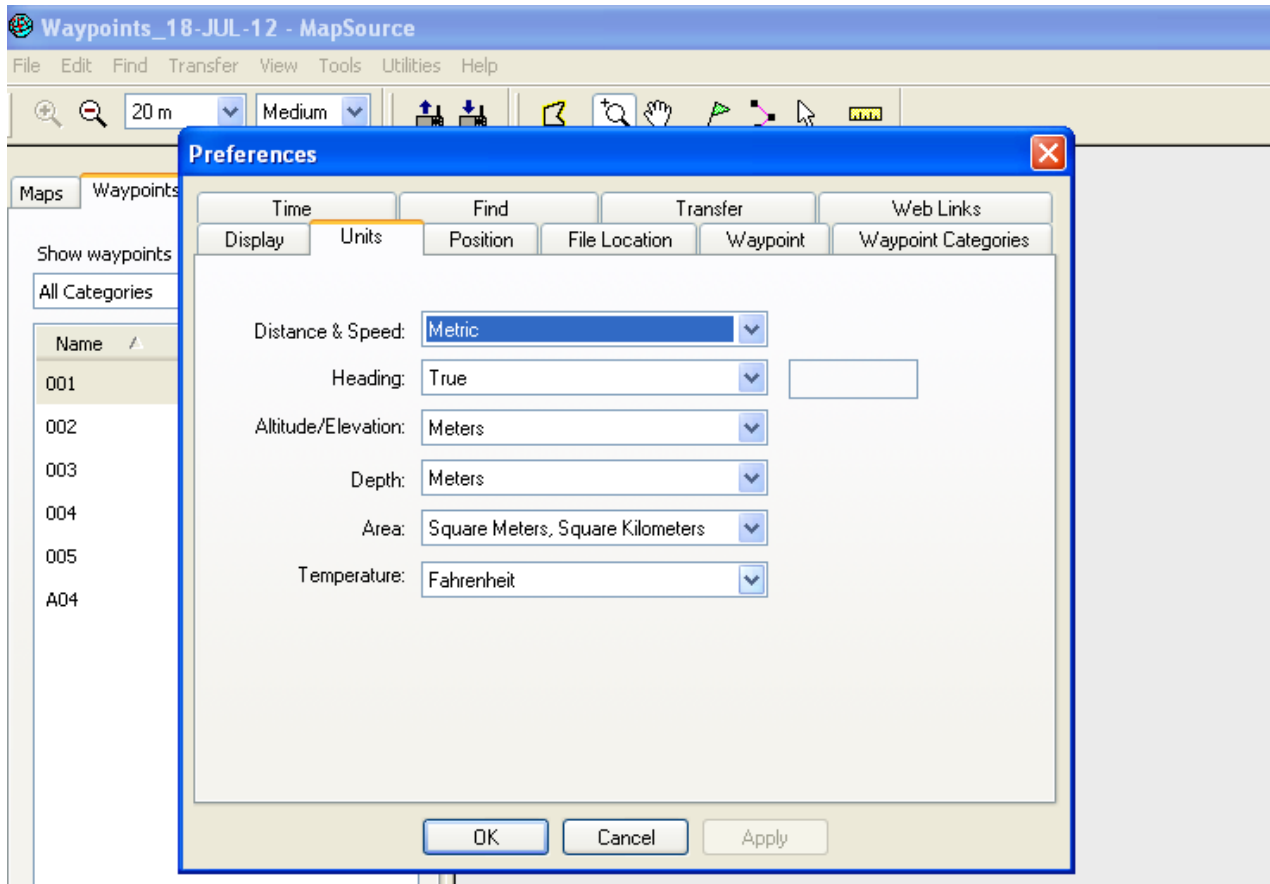 Waypoints_18-JUL-12 - MapSource
File Edit Find Transfer View Tools Utilities Help
20 m Medium
Preferences
Maps Waypoints
Time Find Transfer Web Links
Display Units Position File Location Waypoint Waypoint Categories
Show waypoints
All Categories
Distance & Speed: Metric
Name
Heading: True
001
Altitude/Elevation: Meters
002
003
Depth: Meters
004
Area: Square Meters, Square Kilometers
005
Temperature: Fahrenheit
A04
OK Cancel Apply